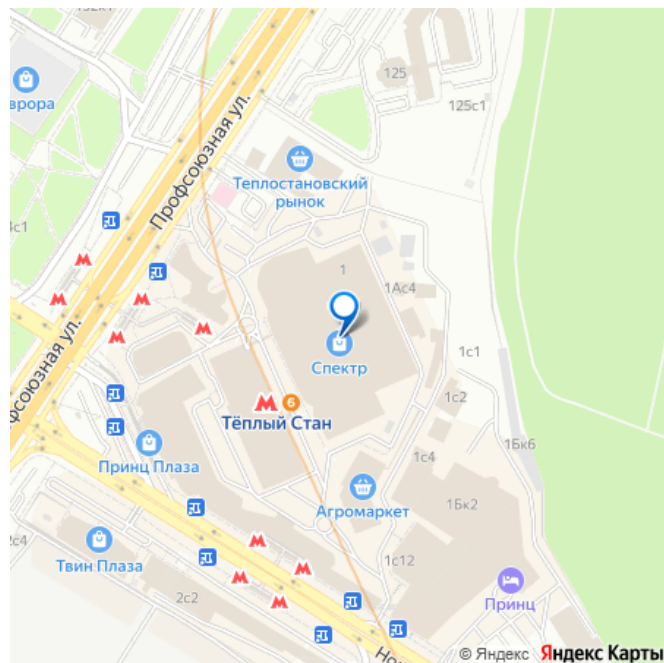 125
125с1
Профсоюзная ул.
Теплостановский
рынок
1
1Ас4
Спектр
1с1
Тёплый Стан
6
1с2
Принц Плаза
1с4
1Бк6
Агромаркет
1Бк2
Твин Плаза
1с12
2с2
Принц
Профсоюзная ул.
© Яндекс Яндекс Карты